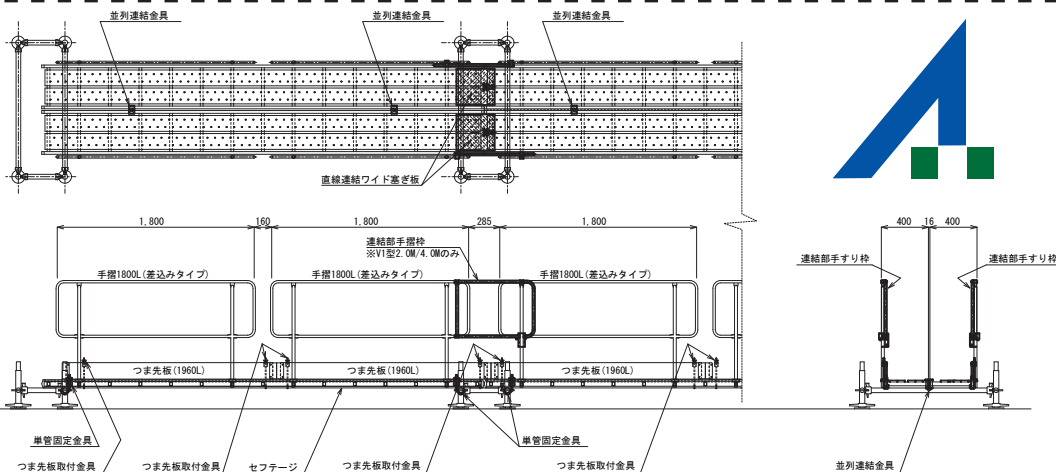 並列連結金具
並列連結金具
並列連結金具
直線連結ワイド塞ぎ板
1,800
160
1,800
285
1,800
400
16
400
連結部手摺枠
※V1型2.0M/4.0Mのみ
連結部手すり枠
連結部手すり枠
手摺1800L(差込みタイプ)
手摺1800L(差込みタイプ)
手摺1800L(差込みタイプ)
つま先板(1960L)
つま先板(1960L)
つま先板(1960L)
単管固定金具
単管固定金具
つま先板取付金具
つま先板取付金具
セフテージ
つま先板取付金具
つま先板取付金具
並列連結金具